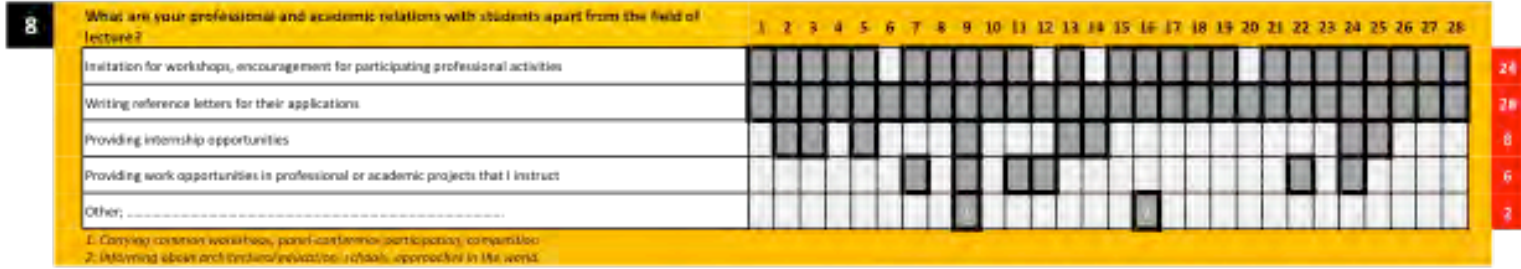 8
What are your professional and academic relations with students apart from the field of
lecture?
1 2 3 4 5 6 7 8 9 10 11 12 13 14 15 16 17 18 19 20 21 22 23 24 25 26 27 28
Invitation for workshops, encouragement for participating professional activities
24
Writing reference letters for their applications
28
Providing internship opportunities
8
Providing work opportunities in professional or academic projects that I instruct
6
Other; ........................................................................
2
1: Carrying common workshops, panel-conference participation, competition
2: Informing about architectural education, schools, approaches in the world.